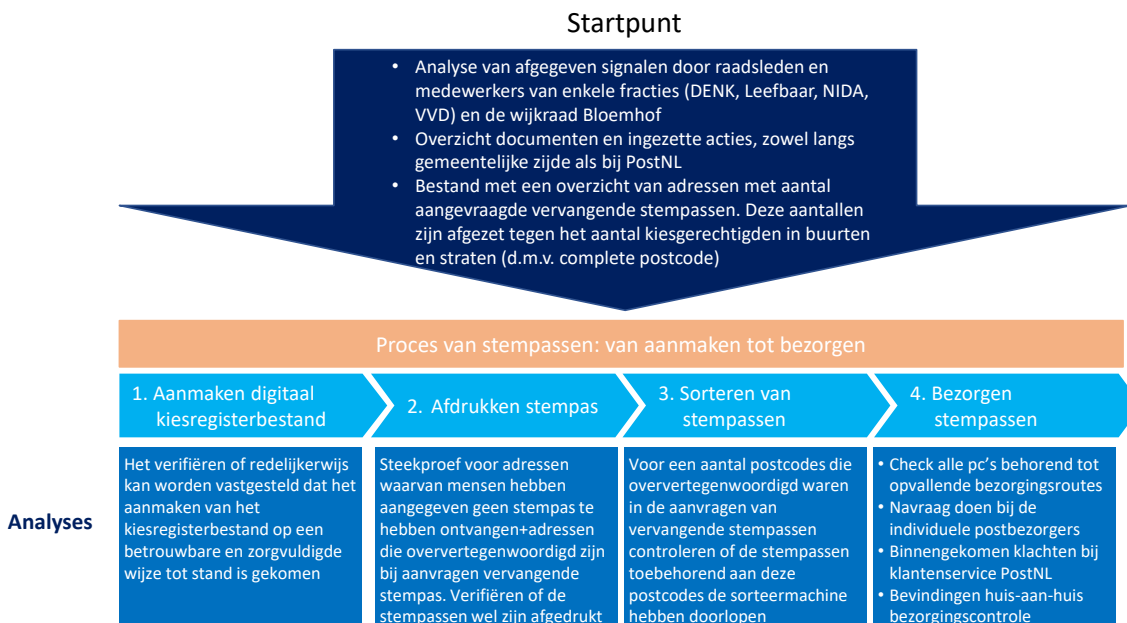 Startpunt
• Analyse van afgegeven signalen door raadsleden en
medewerkers van enkele fracties (DENK, Leefbaar, NIDA,
VVD) en de wijkraad Bloemhof
• Overzicht documenten en ingezette acties, zowel langs
gemeentelijke zijde als bij PostNL
• Bestand met een overzicht van adressen met aantal
aangevraagde vervangende stempassen. Deze aantallen
zijn afgezet tegen het aantal kiesgerechtigden in buurten
en straten (d.m.v. complete postcode)
Proces van stempassen: van aanmaken tot bezorgen
1. Aanmaken digitaal
kiesregisterbestand
2. Afdrukken stempas
3. Sorteren van
stempassen
4. Bezorgen
stempassen
Analyses
Het verifiëren of redelijkerwijs
kan worden vastgesteld dat het
aanmaken van het
kiesregisterbestand op een
betrouwbare en zorgvuldigde
wijze tot stand is gekomen
Steekproef voor adressen
waarvan mensen hebben
aangegeven geen stempas te
hebben ontvangen+adressen
die oververtegenwoordigd zijn
bij aanvragen vervangende
stempas. Verifiëren of de
stempassen wel zijn afgedrukt
Voor een aantal postcodes die
oververtegenwoordigd waren
in de aanvragen van
vervangende stempassen
controleren of de stempassen
toebehorend aan deze
postcodes de sorteermachine
hebben doorlopen
• Check alle pc's behorend tot
opvallende bezorgingsroutes
• Navraag doen bij de
individuele postbezorgers
• Binnengekomen klachten bij
klantenservice PostNL
• Bevindingen huis-aan-huis
bezorgingscontrole